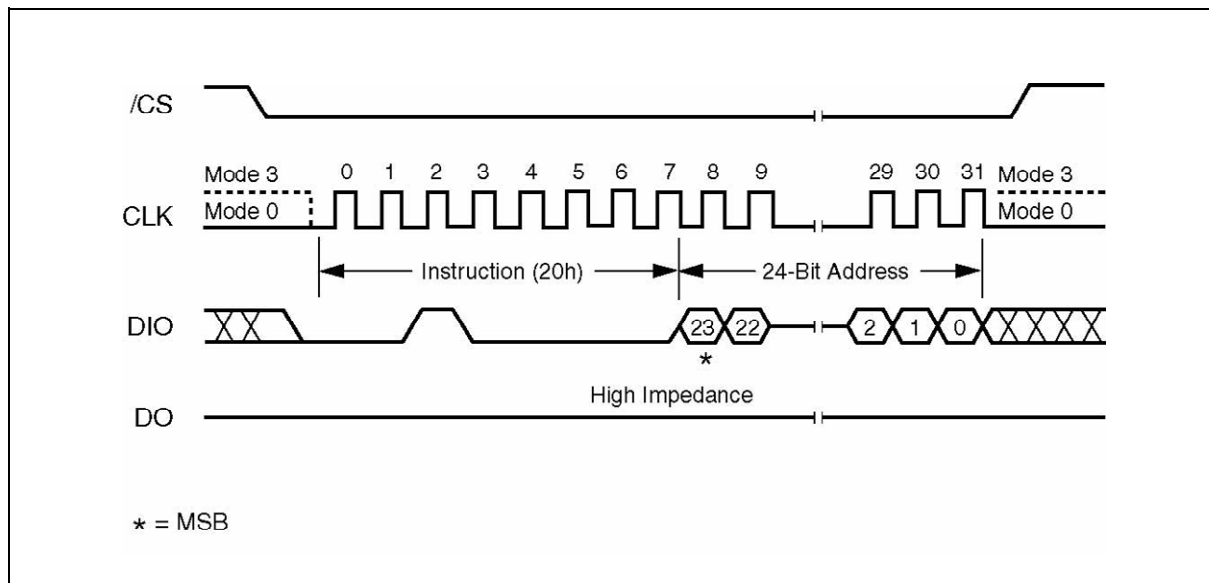 /CS
Mode 3 0 1 2 3 4 5 6 7 8 9 29 30 31 Mode 3
CLK Mode 0 Mode 0
Instruction (20h) 24-Bit Address
DIO 23 22 2 1 0
*
High Impedance
DO
* = MSB